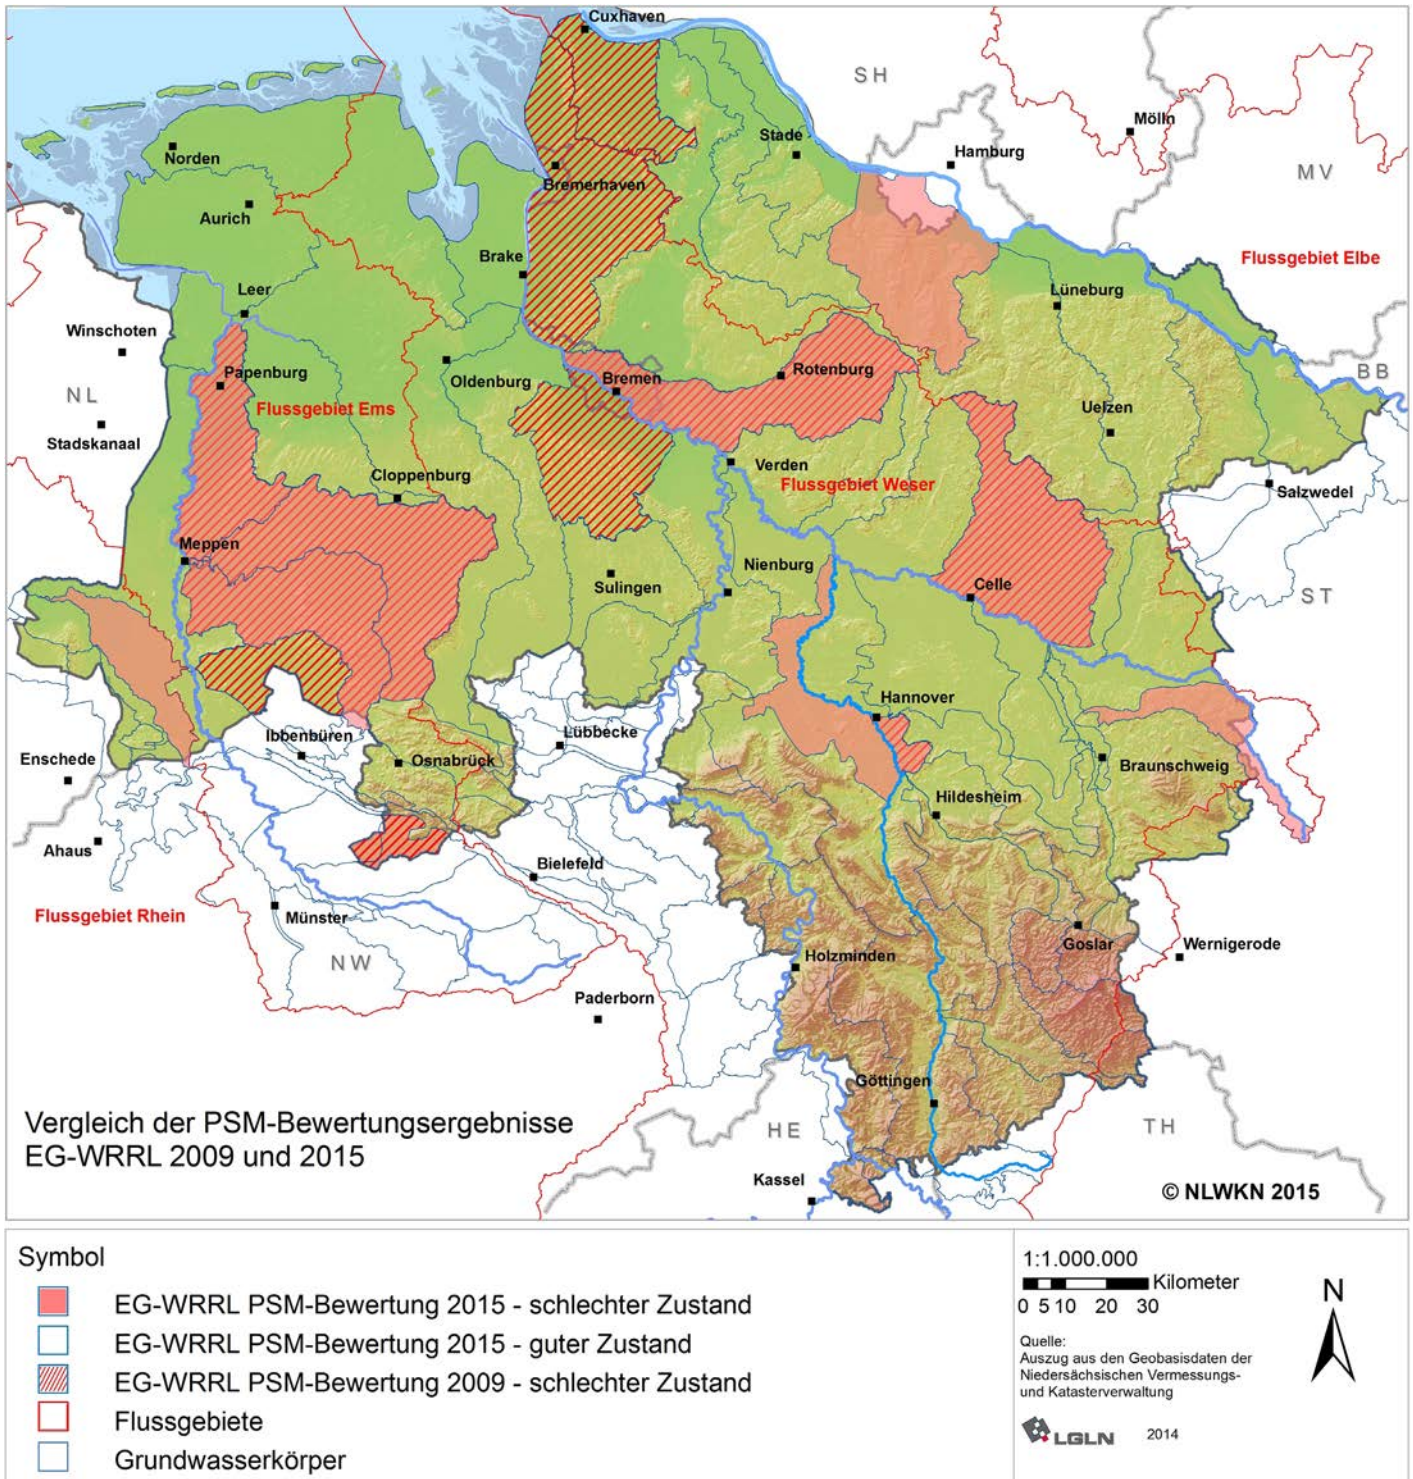 Cuxhaven
SH
Mölln
Stade
Hamburg
Norden
Bremerhaven
MV
Aurich
Brake
Flussgebiet Elbe
Leer
Lüneburg
Winschoten
Papenburg
Oldenburg
Bremen
Rotenburg
BB
NL
Flussgebiet Ems
Uelzen
Stadskanaal
Cloppenburg
Verden
Flussgebiet Weser
Salzwedel
Meppen
Nienburg
Sulingen
Celle
ST
Hannover
Ibbenbüren
Lübbecke
Enschede
Osnabrück
Braunschweig
Hildesheim
Ahaus
Bielefeld
Flussgebiet Rhein
Münster
Goslar
Wernigerode
NW
Holzminden
Paderborn
Göttingen
Vergleich der PSM-Bewertungsergebnisse
EG-WRRL 2009 und 2015
HE
TH
Kassel
© NLWKN 2015
Symbol
EG-WRRL PSM-Bewertung 2015 - schlechter Zustand
EG-WRRL PSM-Bewertung 2015 - guter Zustand
EG-WRRL PSM-Bewertung 2009 - schlechter Zustand
Flussgebiete
Grundwasserkörper
1:1.000.000
Kilometer
0 5 10 20 30
N
Quelle:
Auszug aus den Geobasisdaten der
Niedersächsischen Vermessungs-
und Katasterverwaltung
LGLN 2014